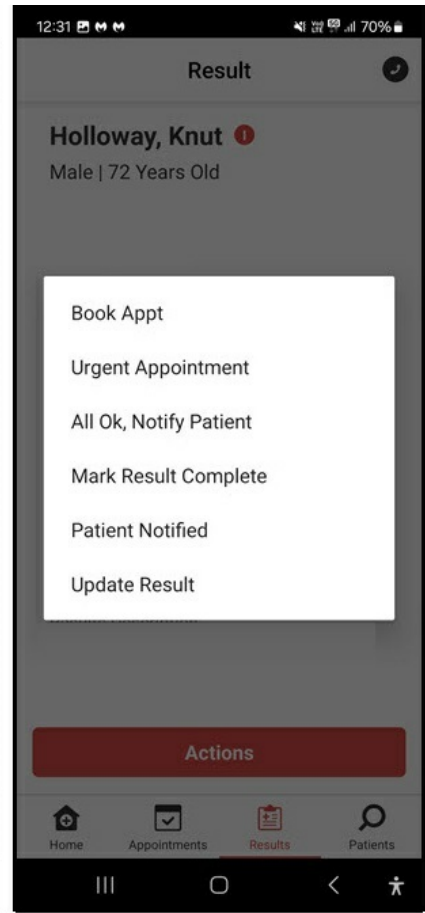 12:31 70%
Result
Holloway, Knut
Male | 72 Years Old
Book Appt
Urgent Appointment
All Ok, Notify Patient
Mark Result Complete
Patient Notified
Update Result
Actions
Home Appointments Results Patients